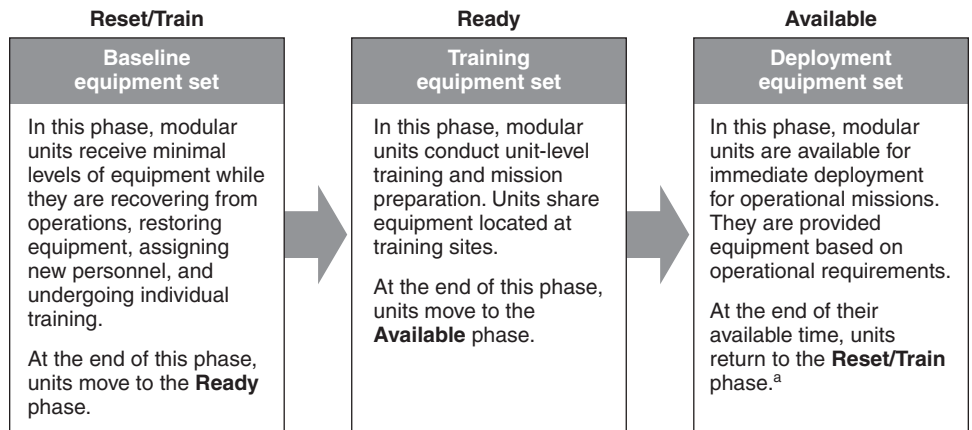 Reset/Train
Baseline
equipment set
In this phase, modular
units receive minimal
levels of equipment while
they are recovering from
operations, restoring
equipment, assigning
new personnel, and
undergoing individual
training.
At the end of this phase,
units move to the Ready
phase.
Ready
Training
equipment set
In this phase, modular
units conduct unit-level
training and mission
preparation. Units share
equipment located at
training sites.
At the end of this phase,
units move to the
Available phase.
Available
Deployment
equipment set
In this phase, modular
units are available for
immediate deployment
for operational missions.
They are provided
equipment based on
operational requirements.
At the end of their
available time, units
return to the Reset/Train
phase.a